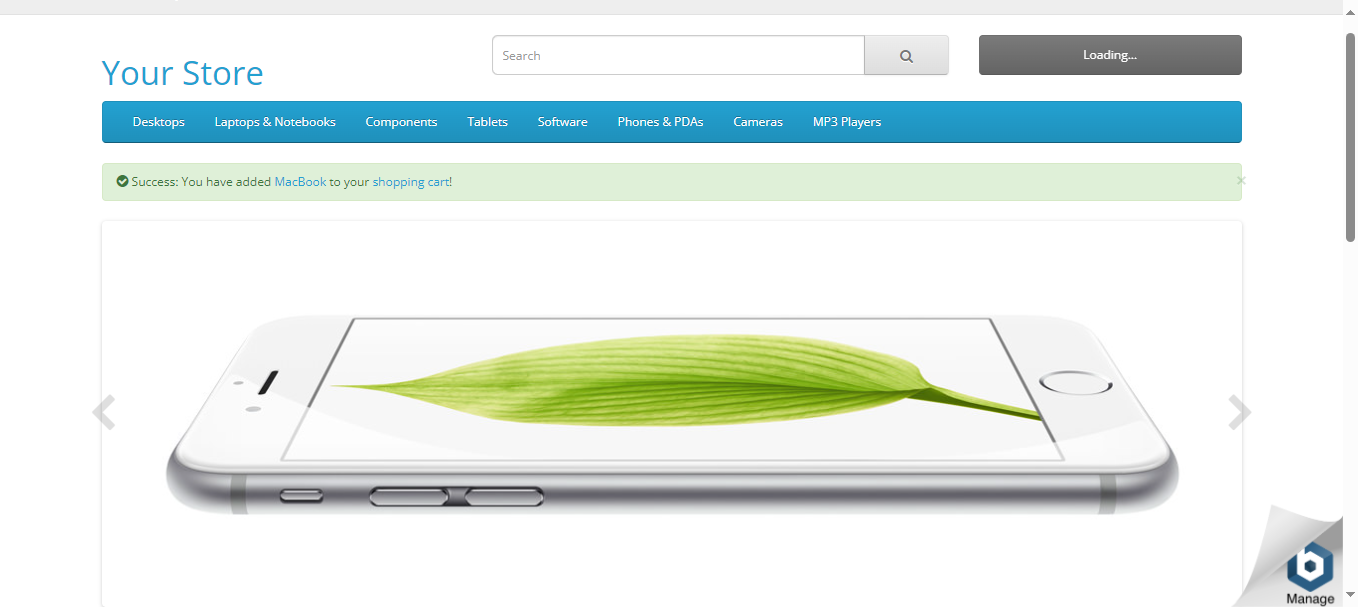 Search
Loading...
Your Store
Desktops Laptops & Notebooks Components Tablets Software Phones & PDAs Cameras MP3 Players
Success: You have added MacBook to your shopping cart!
×
b
Manage